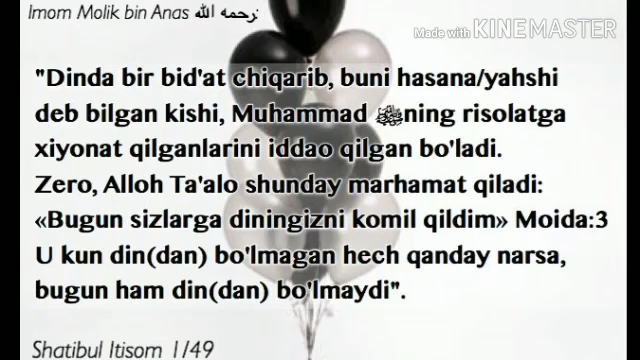 Imom Molik bin Anas رحمه الله:
Made with KINEMASTER
"Dinda bir bid'at chiqarib, buni hasana/yahshi
deb bilgan kishi, Muhammad ﷺning risolatga
xiyonat qilganlarini iddao qilgan bo'ladi.
Zero, Alloh Ta'alo shunday marhamat qiladi:
«Bugun sizlarga diningizni komil qildim» Moida:3
U kun din(dan) bo'lmagan hech qanday narsa,
bugun ham din(dan) bo'lmaydi".
Shatibul Itisom 1/49